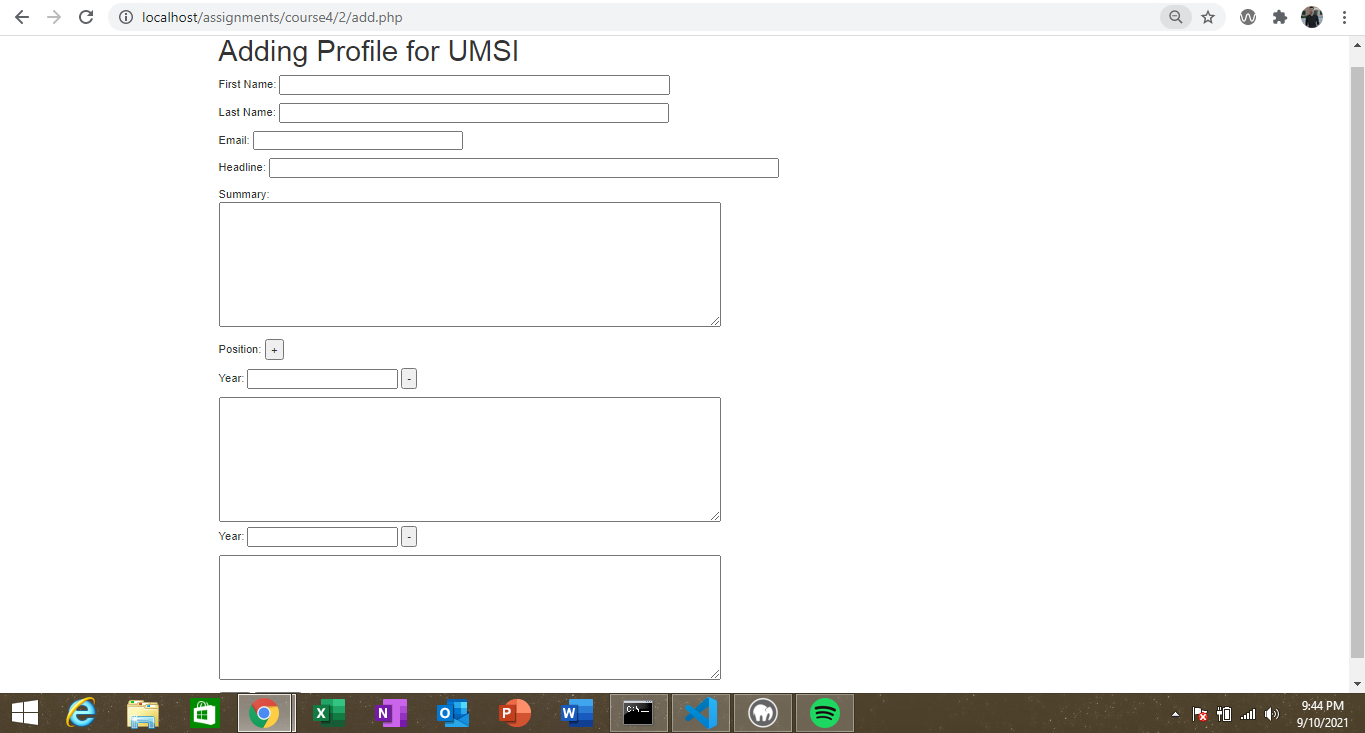 localhost/assignments/course4/2/add.php
Adding Profile for UMSI
First Name:
Last Name:
Email:
Headline:
Summary:
Position: +
Year: -
Year: -
9:44 PM
9/10/2021